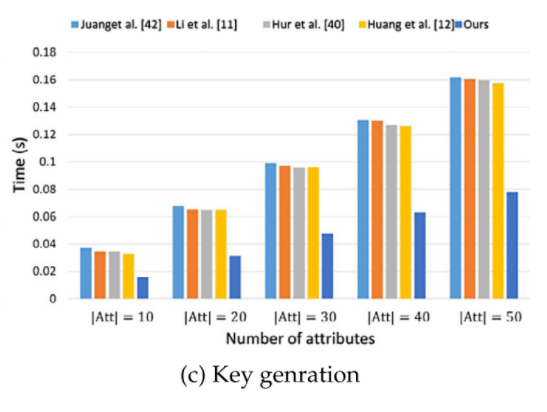 Juanget al. [42] Li et al. [11] Hur et al. [40] Huang et al. [12] Ours
0.18
0.16
0.14
0.12
0.1
0.08
0.06
0.04
0.02
0
Time (s)
|Att| = 10 |Att| = 20 |Att| = 30 |Att| = 40 |Att| = 50
Number of attributes
(c) Key genration